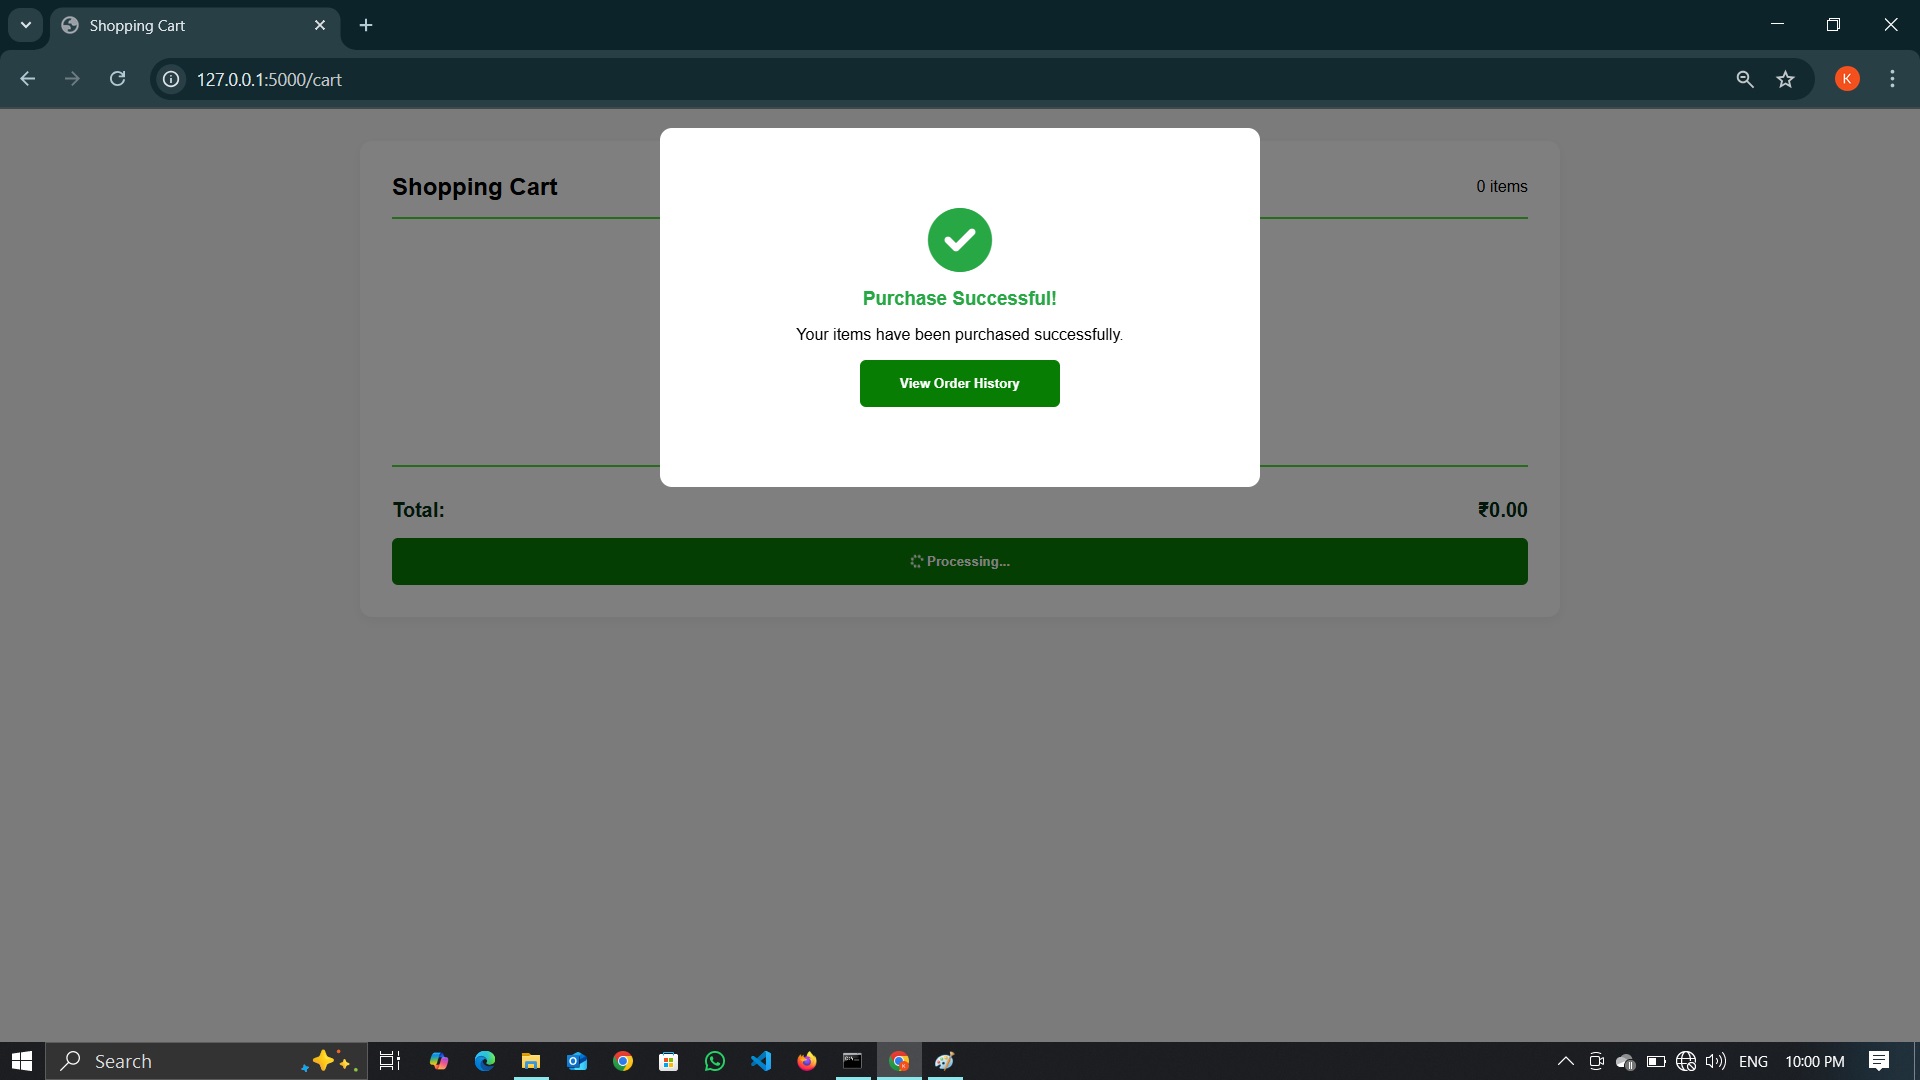 Shopping Cart
127.0.0.1:5000/cart
K
Shopping Cart
0 items
Purchase Successful!
Your items have been purchased successfully.
View Order History
Total:
₹0.00
Processing...
Search
ENG
10:00 PM